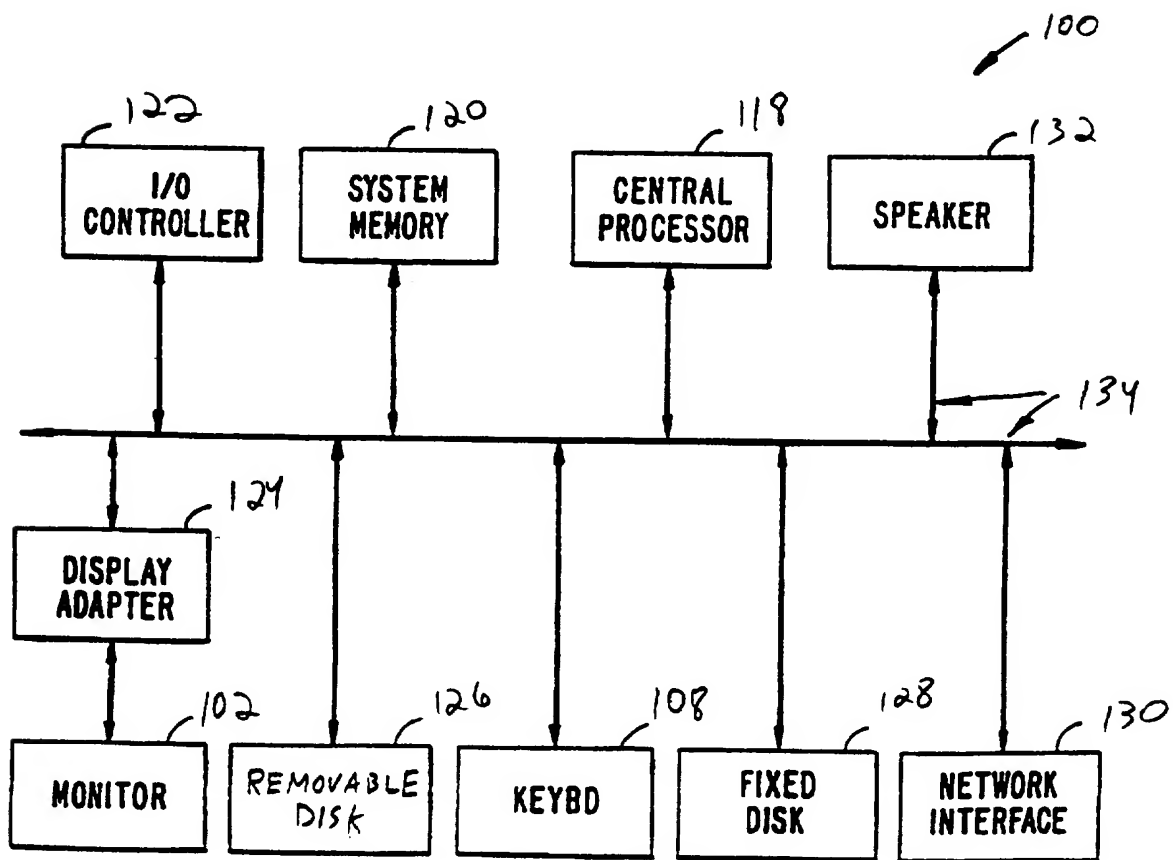 100
122
120
118
132
I/O
CONTROLLER
SYSTEM
MEMORY
CENTRAL
PROCESSOR
SPEAKER
134
124
DISPLAY
ADAPTER
102
126
108
128
130
MONITOR
REMOVABLE
DISK
KEYBD
FIXED
DISK
NETWORK
INTERFACE